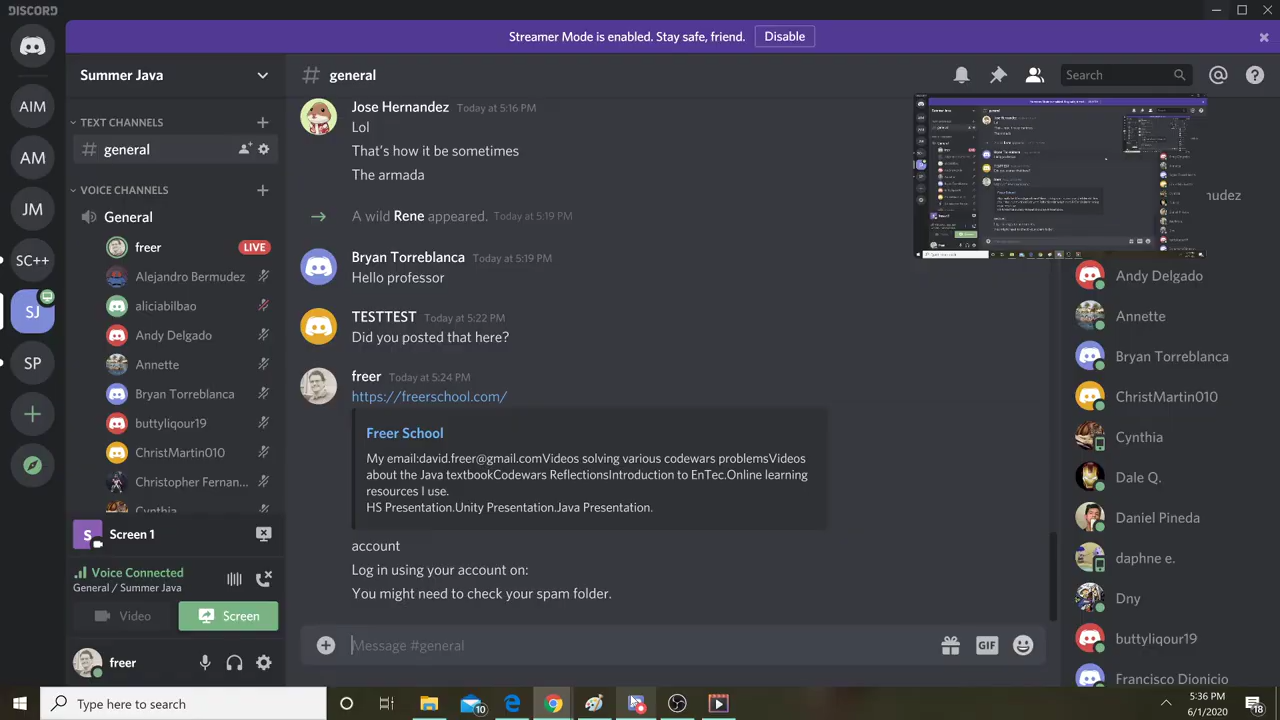 DISCORD
Streamer Mode is enabled. Stay safe, friend.
Disable
Summer Java
# general
Search
AIM
AM
JM
SC++
SJ
SP
TEXT CHANNELS
# general
VOICE CHANNELS
General
freer
LIVE
Alejandro Bermudez
aliciabilbao
Andy Delgado
Annette
Bryan Torreblanca
buttyliqour19
ChristMartin010
Christopher Fernan...
Cynthia
Screen 1
Voice Connected
General / Summer Java
Video
Screen
freer
Jose Hernandez Today at 5:16 PM
Lol
That's how it be sometimes
The armada
A wild Rene appeared. Today at 5:19 PM
Bryan Torreblanca Today at 5:19 PM
Hello professor
TESTTEST Today at 5:22 PM
Did you posted that here?
freer Today at 5:24 PM
https://freerschool.com/
Freer School
My email:david.freer@gmail.comVideos solving various codewars problemsVideos
about the Java textbookCodewars ReflectionsIntroduction to EnTec.Online learning
resources I use.
HS Presentation.Unity Presentation.Java Presentation.
account
Log in using your account on:
You might need to check your spam folder.
Message #general
GIF
Andy Delgado
Annette
Bryan Torreblanca
ChristMartin010
Cynthia
Dale Q.
Daniel Pineda
daphne e.
Dny
buttyliqour19
Francisco Dionicio
Type here to search
10
5:36 PM
6/1/2020
18